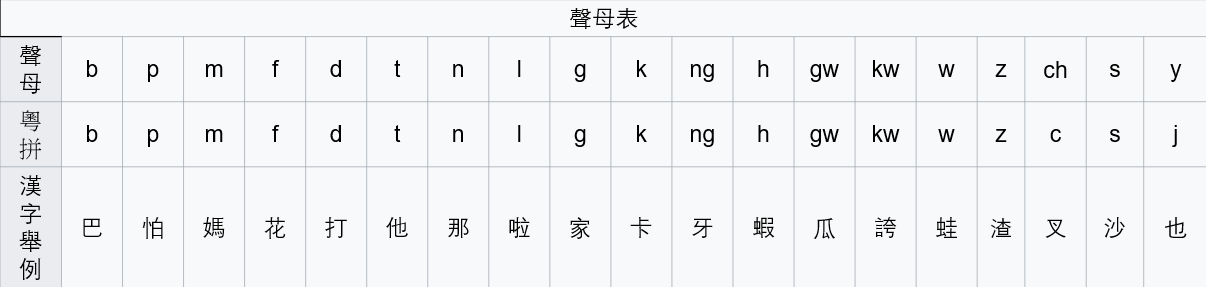 聲母表
聲母 b p m f d t n l g k ng h gw kw w z ch s y
粵拼 b p m f d t n l g k ng h gw kw w z c s j
漢字舉例 巴 怕 媽 花 打 他 那 啦 家 卡 牙 蝦 瓜 誇 蛙 渣 叉 沙 也